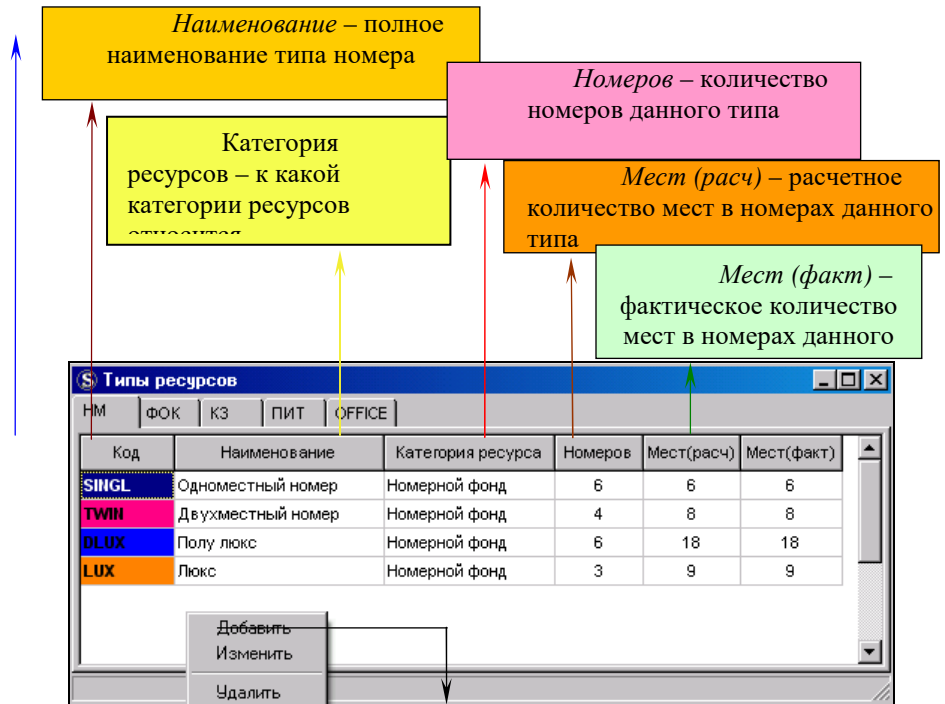 Наименование – полное
наименование типа номера
Номеров – количество
номеров данного типа
Категория
ресурсов – к какой
категории ресурсов
относится
Мест (расч) – расчетное
количество мест в номерах данного
типа
Мест (факт) –
фактическое количество
мест в номерах данного
Типы ресурсов
НМ ФОК КЗ ПИТ OFFICE
Код Наименование Категория ресурса Номеров Мест(расч) Мест(факт)
SINGL Одноместный номер Номерной фонд 6 6 6
TWIN Двухместный номер Номерной фонд 4 8 8
DLUX Полу люкс Номерной фонд 6 18 18
LUX Люкс Номерной фонд 3 9 9
Добавить
Изменить
Удалить